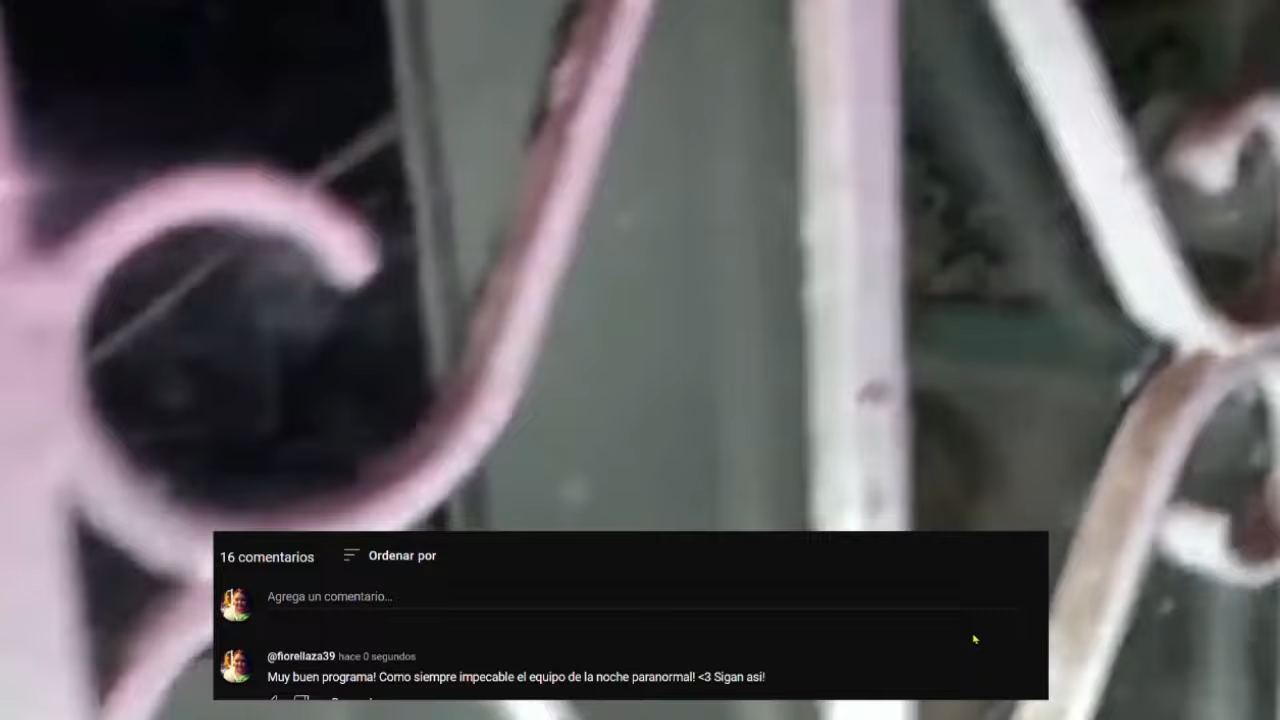 16 comentarios
Ordenar por
Agrega un comentario...
@fiorellaza39 hace 0 segundos
Muy buen programa! Como siempre impecable el equipo de la noche paranormal! <3 Sigan asi!